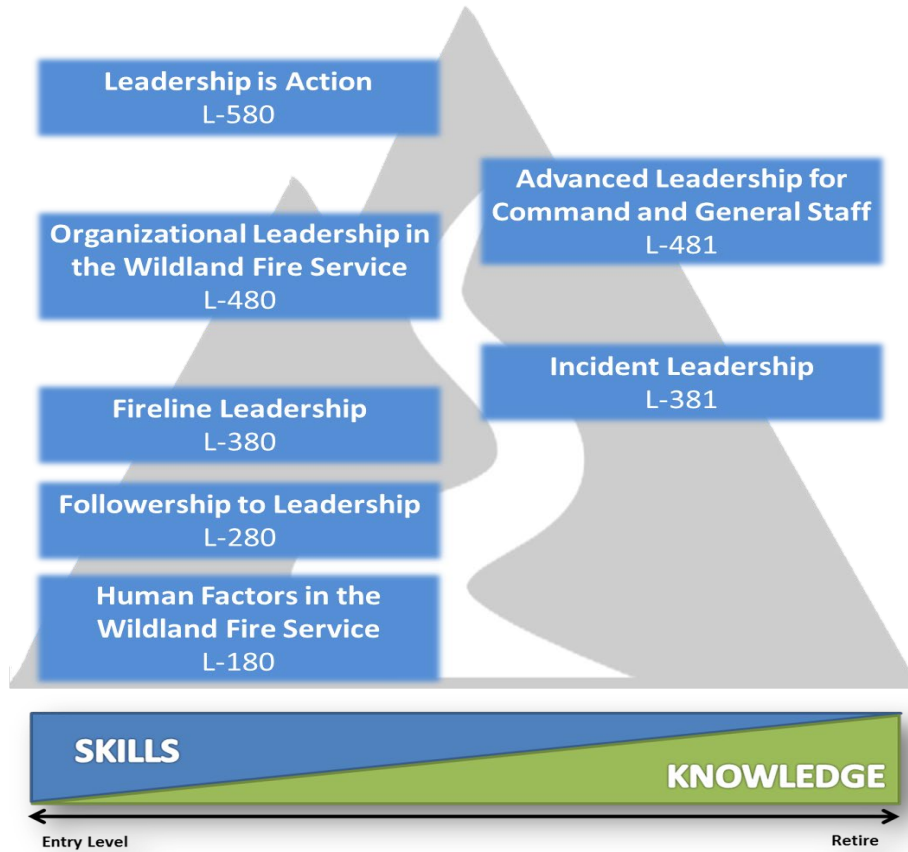 Leadership is Action
L-580
Advanced Leadership for
Command and General Staff
L-481
Organizational Leadership in
the Wildland Fire Service
L-480
Incident Leadership
L-381
Fireline Leadership
L-380
Followership to Leadership
L-280
Human Factors in the
Wildland Fire Service
L-180
SKILLS
KNOWLEDGE
Entry Level
Retire